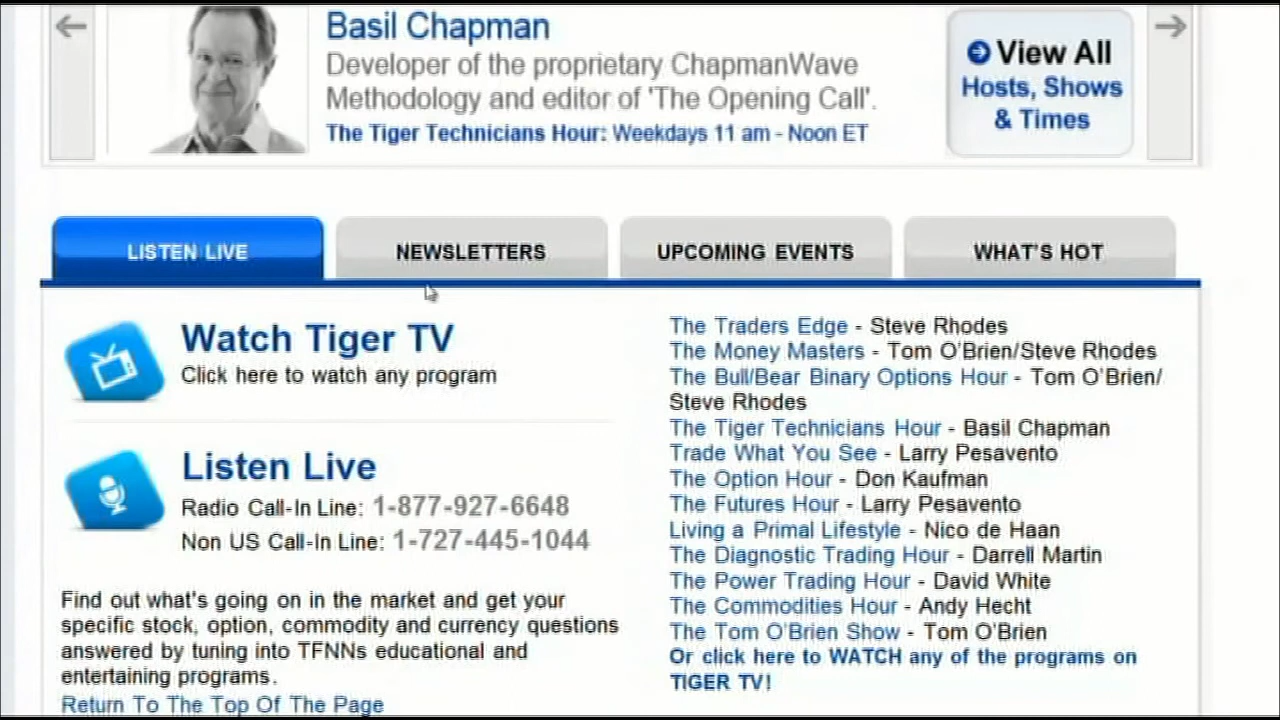 Basil Chapman
Developer of the proprietary ChapmanWave
Methodology and editor of 'The Opening Call'.
The Tiger Technicians Hour: Weekdays 11 am - Noon ET
View All
Hosts, Shows
& Times
LISTEN LIVE
NEWSLETTERS
UPCOMING EVENTS
WHAT'S HOT
Watch Tiger TV
Click here to watch any program
Listen Live
Radio Call-In Line: 1-877-927-6648
Non US Call-In Line: 1-727-445-1044
Find out what's going on in the market and get your
specific stock, option, commodity and currency questions
answered by tuning into TFNNs educational and
entertaining programs.
Return To The Top Of The Page
The Traders Edge - Steve Rhodes
The Money Masters - Tom O'Brien/Steve Rhodes
The Bull/Bear Binary Options Hour - Tom O'Brien/
Steve Rhodes
The Tiger Technicians Hour - Basil Chapman
Trade What You See - Larry Pesavento
The Option Hour - Don Kaufman
The Futures Hour - Larry Pesavento
Living a Primal Lifestyle - Nico de Haan
The Diagnostic Trading Hour - Darrell Martin
The Power Trading Hour - David White
The Commodities Hour - Andy Hecht
The Tom O'Brien Show - Tom O'Brien
Or click here to WATCH any of the programs on
TIGER TV!